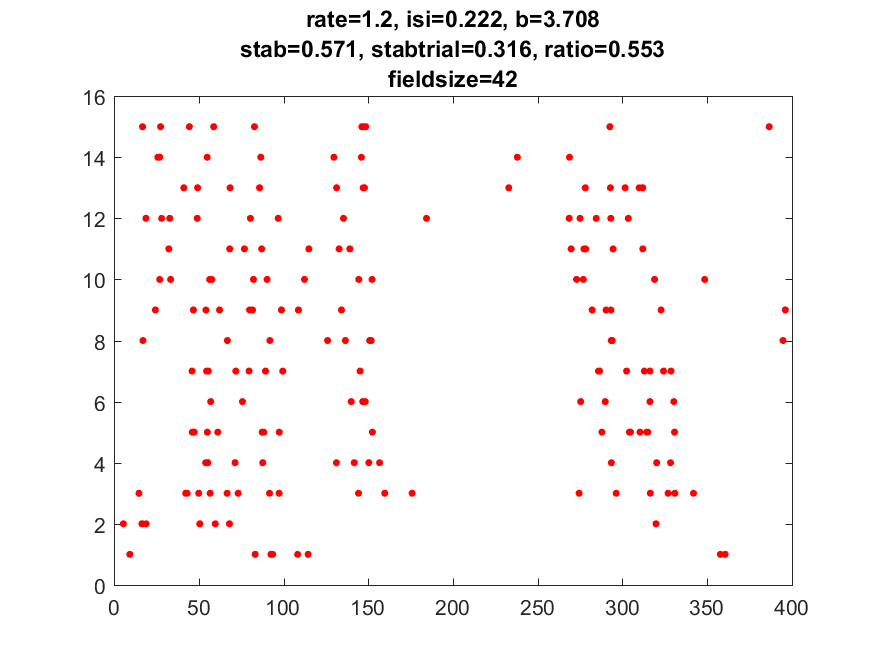 rate=1.2, isi=0.222, b=3.708
stab=0.571, stabtrial=0.316, ratio=0.553
fieldsize=42
16
14
12
10
8
6
4
2
0
0 50 100 150 200 250 300 350 400